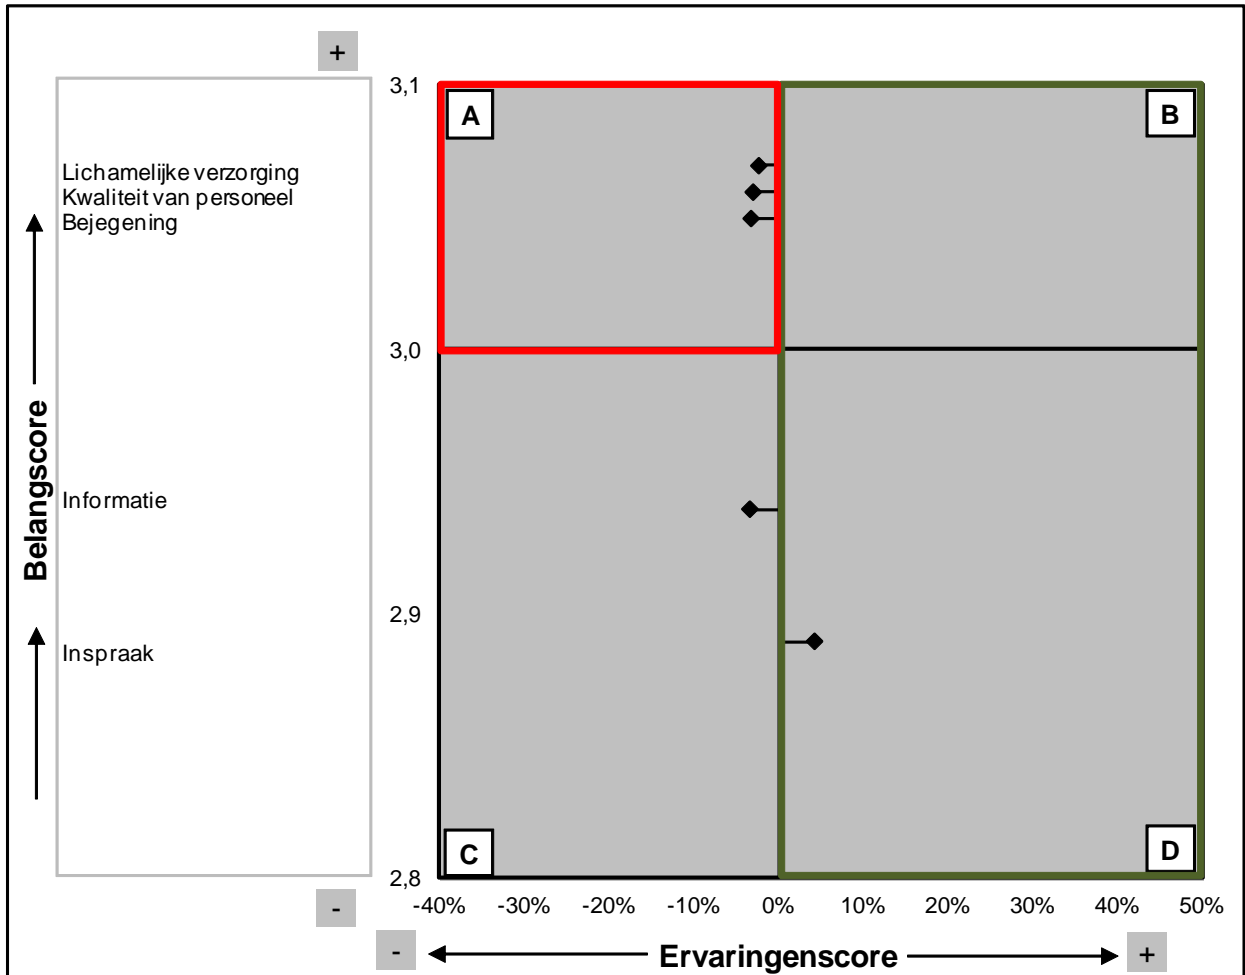 +
Lichamelijke verzorging
Kwaliteit van personeel
Bejegening
Informatie
Inspraak
Belangscore
-
3,1
3,0
2,9
2,8
A
B
C
D
-40%
-30%
-20%
-10%
0%
10%
20%
30%
40%
50%
-
Ervaringenscore
+